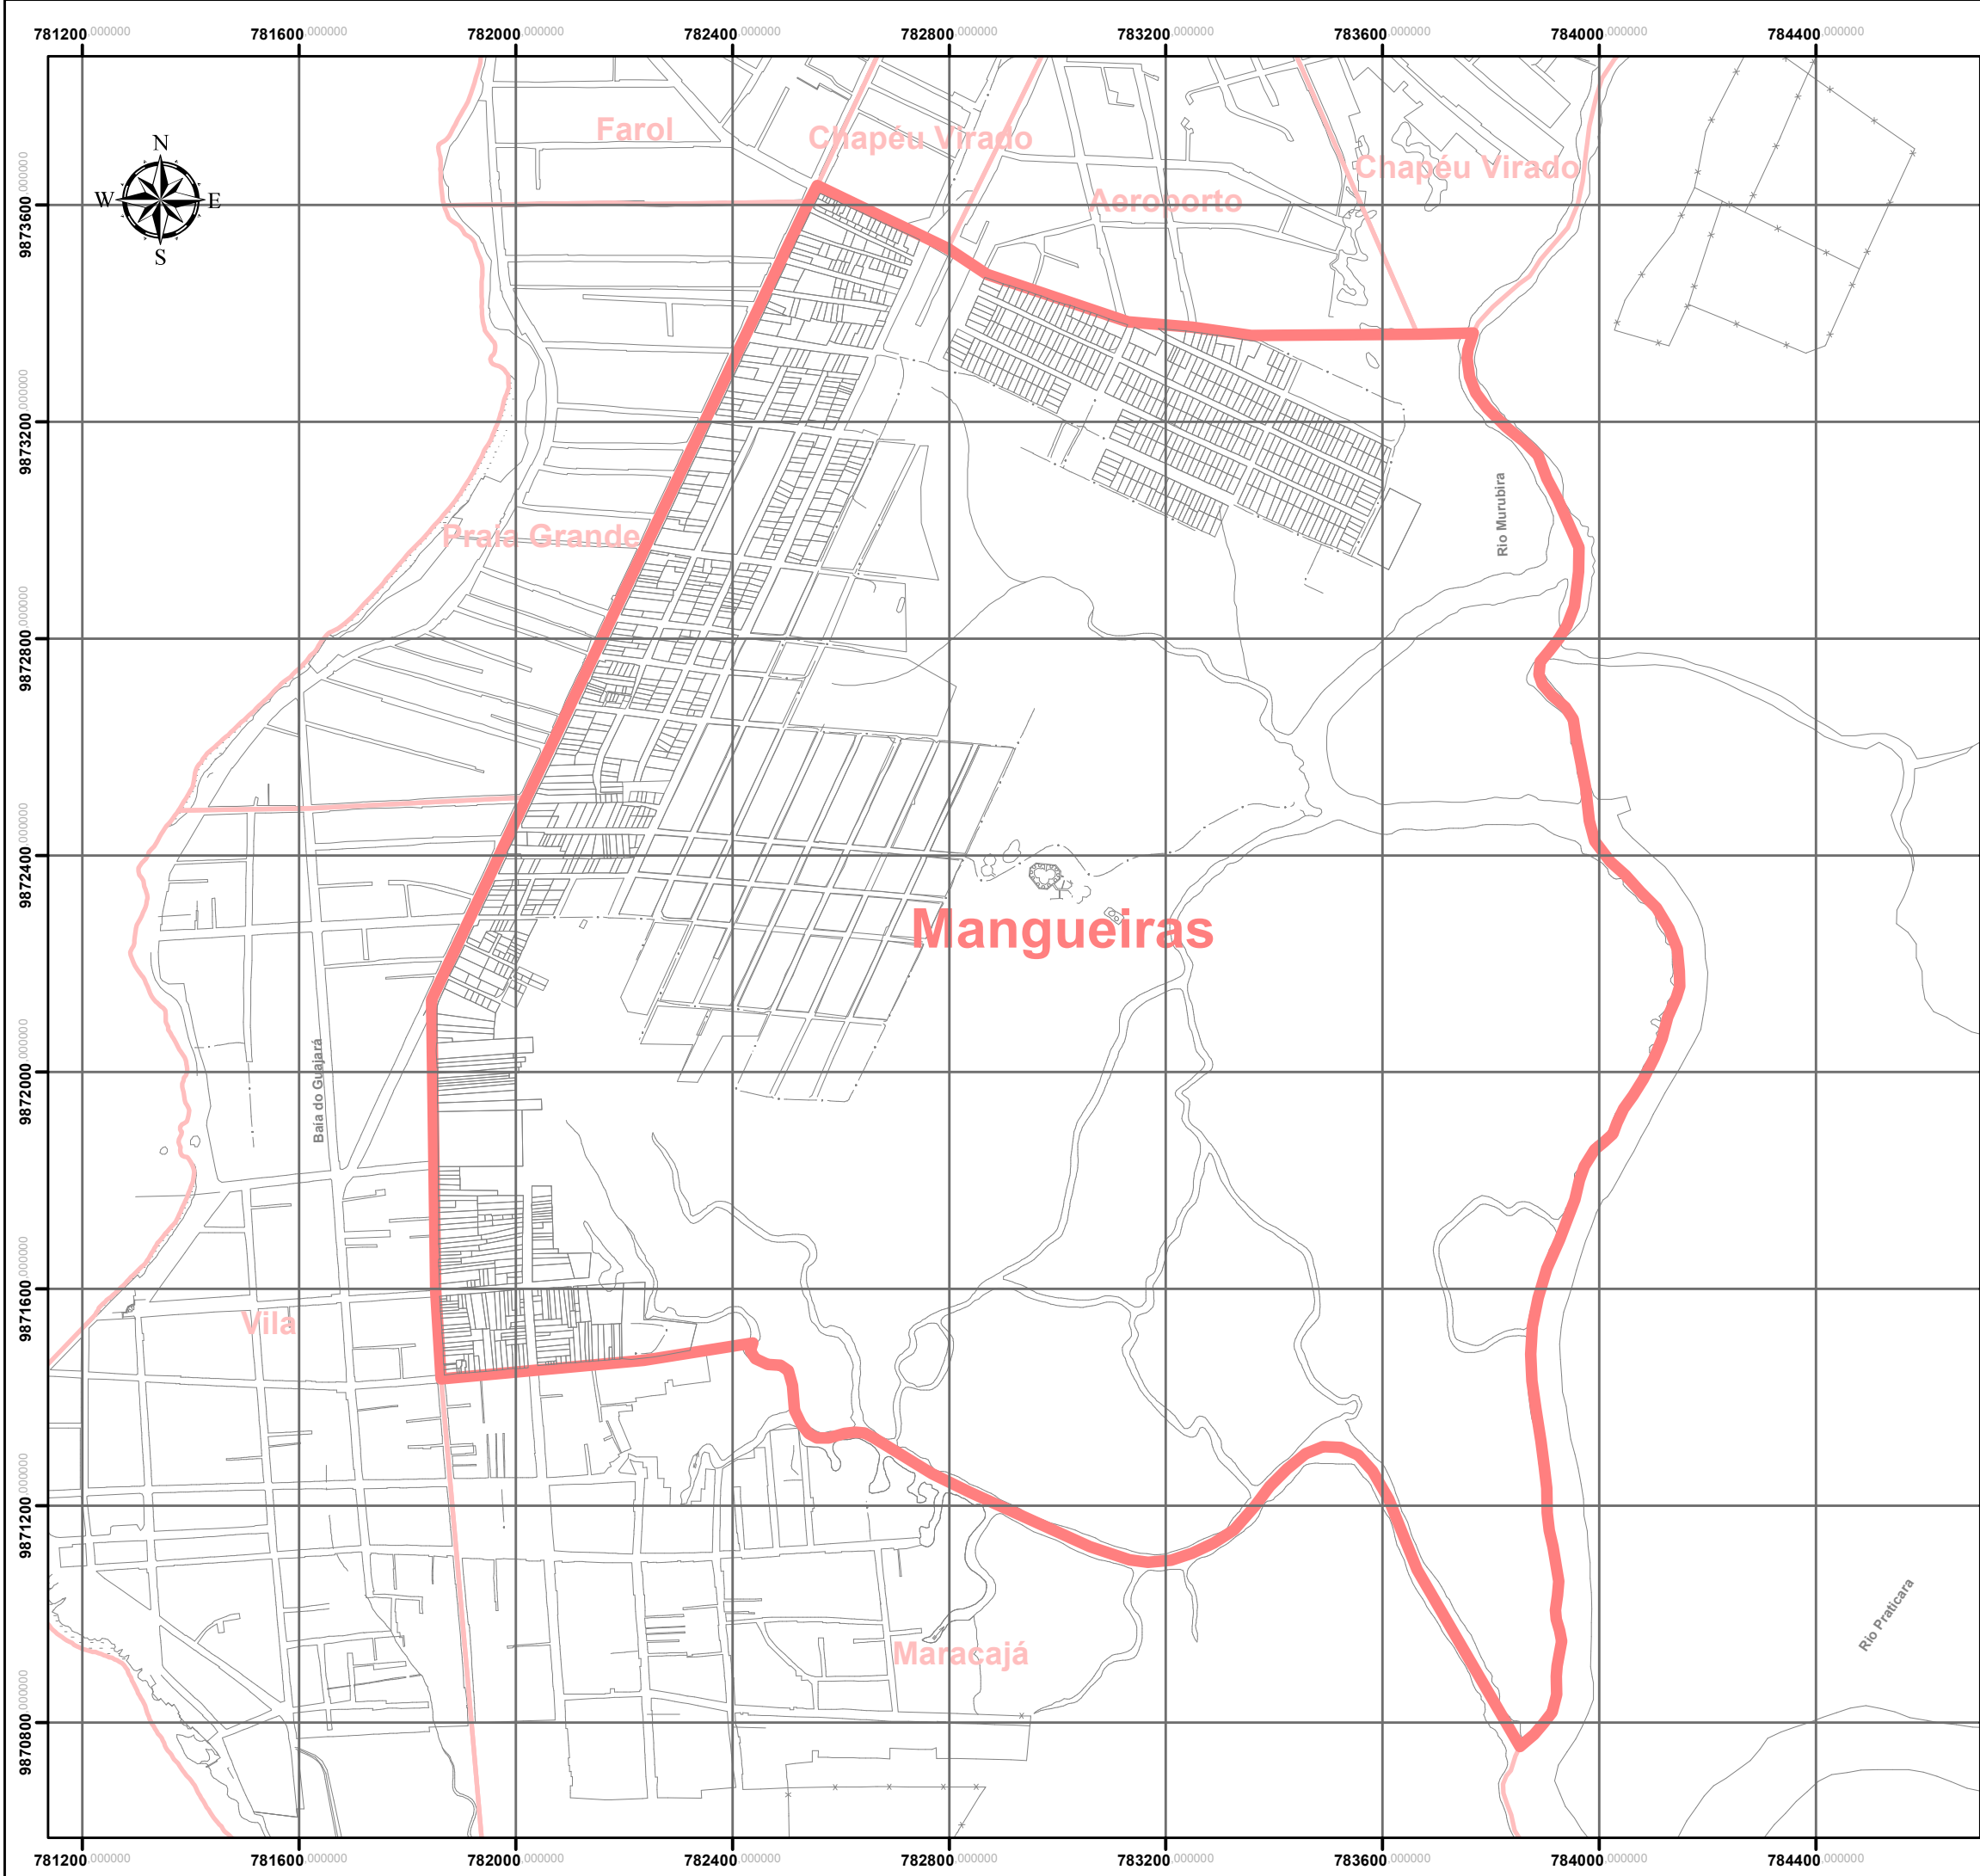 781200.000000 781600.000000 782000.000000 782400.000000 782800.000000 783200.000000 783600.000000 784000.000000 784400.000000
Farol
Chapéu Virado
Chapéu Virado
N
W E
S
Aeroporto
9873600.000000
9873200.000000
Rio Murubira
Praia Grande
9872800.000000
9872400.000000
Mangueiras
9872000.000000
Baia do Guajará
9871600.000000
Vila
9871200.000000
Rio Praticara
Maracajá
9870800.000000
781200.000000 781600.000000 782000.000000 782400.000000 782800.000000 783200.000000 783600.000000 784000.000000 784400.000000